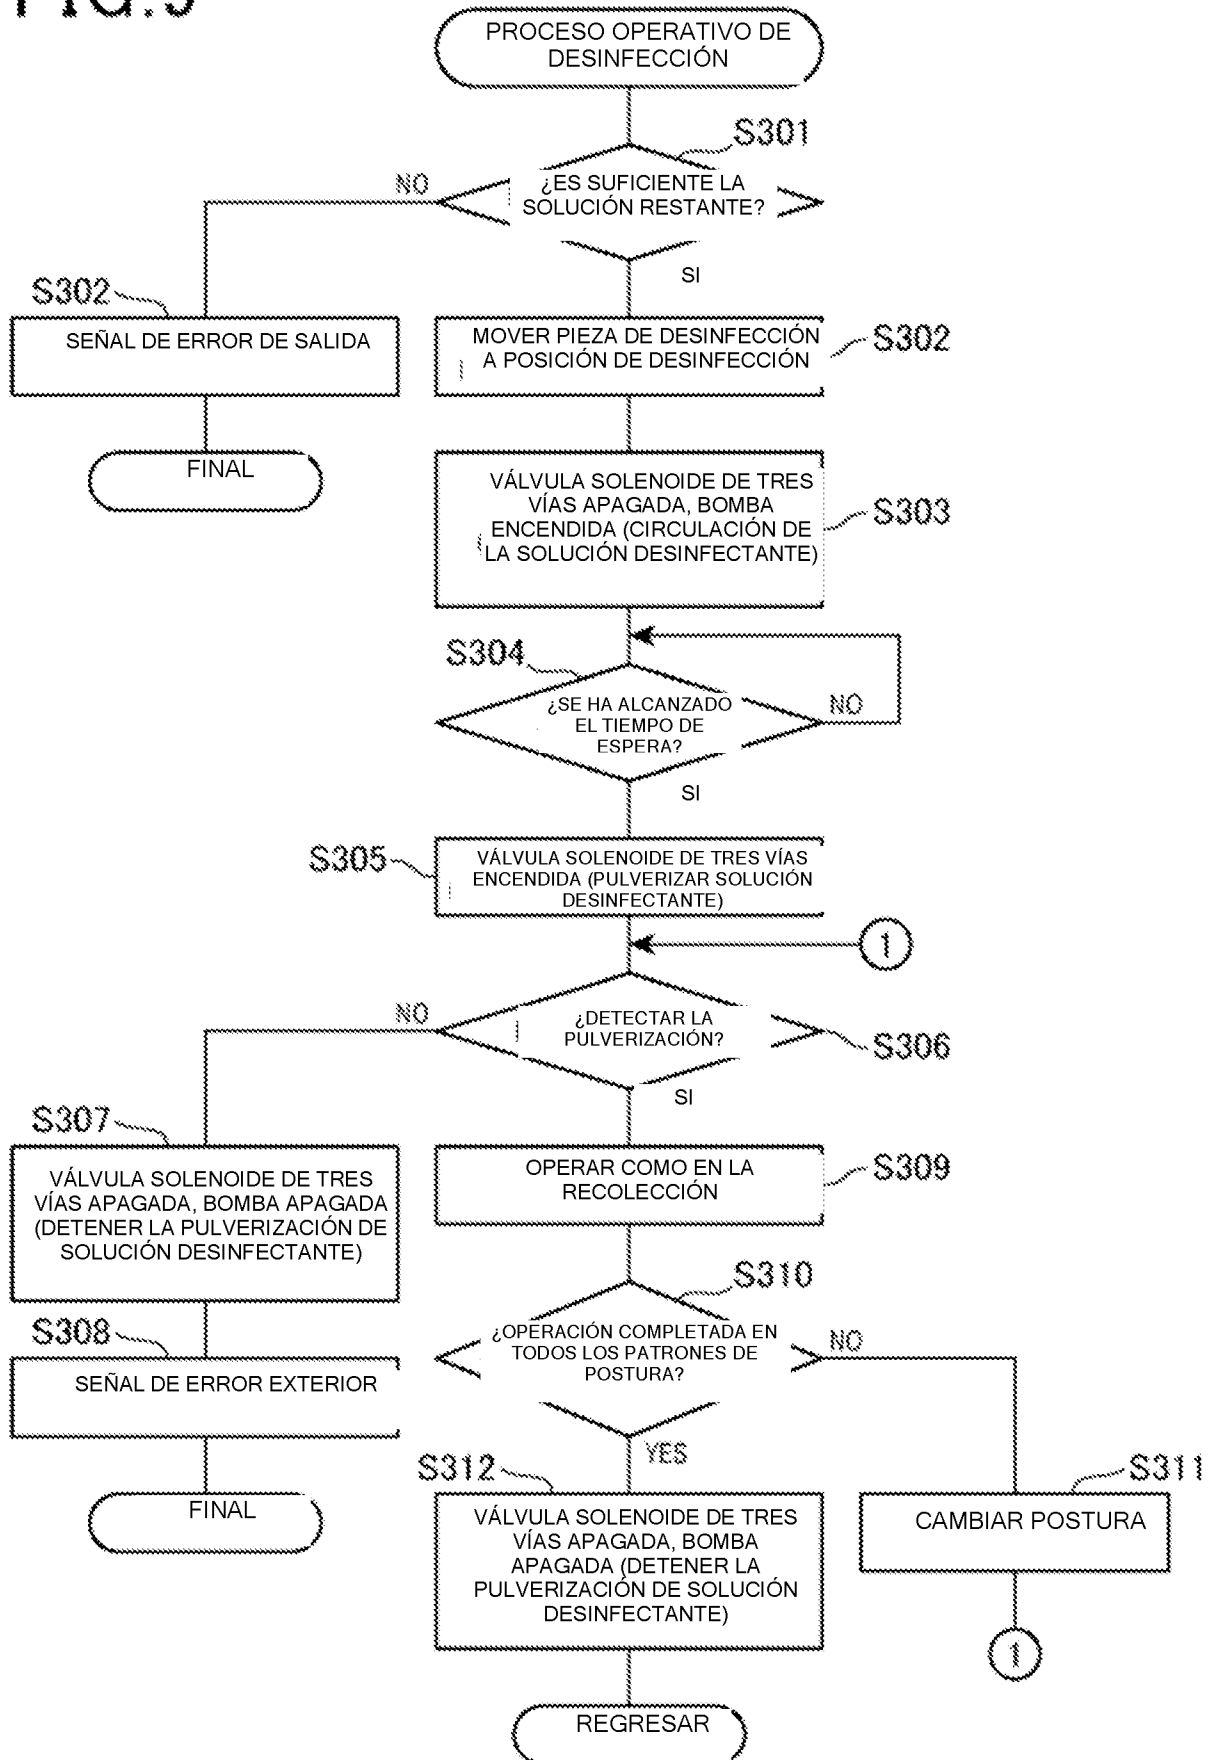 PROCESO OPERATIVO DE
DESINFECCIÓN
S301
NO
¿ES SUFICIENTE LA
SOLUCIÓN RESTANTE?
SI
S302
SEÑAL DE ERROR DE SALIDA
FINAL
MOVER PIEZA DE DESINFECCIÓN
A POSICIÓN DE DESINFECCIÓN
S302
VÁLVULA SOLENOIDE DE TRES
VÍAS APAGADA, BOMBA
ENCENDIDA (CIRCULACIÓN DE
LA SOLUCIÓN DESINFECTANTE)
S303
S304
¿SE HA ALCANZADO
EL TIEMPO DE
ESPERA?
NO
SI
S305
VÁLVULA SOLENOIDE DE TRES VÍAS
ENCENDIDA (PULVERIZAR SOLUCIÓN
DESINFECTANTE)
1
NO
¿DETECTAR LA
PULVERIZACIÓN?
S306
SI
S307
VÁLVULA SOLENOIDE DE TRES
VÍAS APAGADA, BOMBA APAGADA
(DETENER LA PULVERIZACIÓN DE
SOLUCIÓN DESINFECTANTE)
OPERAR COMO EN LA
RECOLECCIÓN
S309
S308
SEÑAL DE ERROR EXTERIOR
FINAL
S310
¿OPERACIÓN COMPLETADA EN
TODOS LOS PATRONES DE
POSTURA?
NO
YES
S312
VÁLVULA SOLENOIDE DE TRES
VÍAS APAGADA, BOMBA
APAGADA (DETENER LA
PULVERIZACIÓN DE SOLUCIÓN
DESINFECTANTE)
S311
CAMBIAR POSTURA
1
REGRESAR